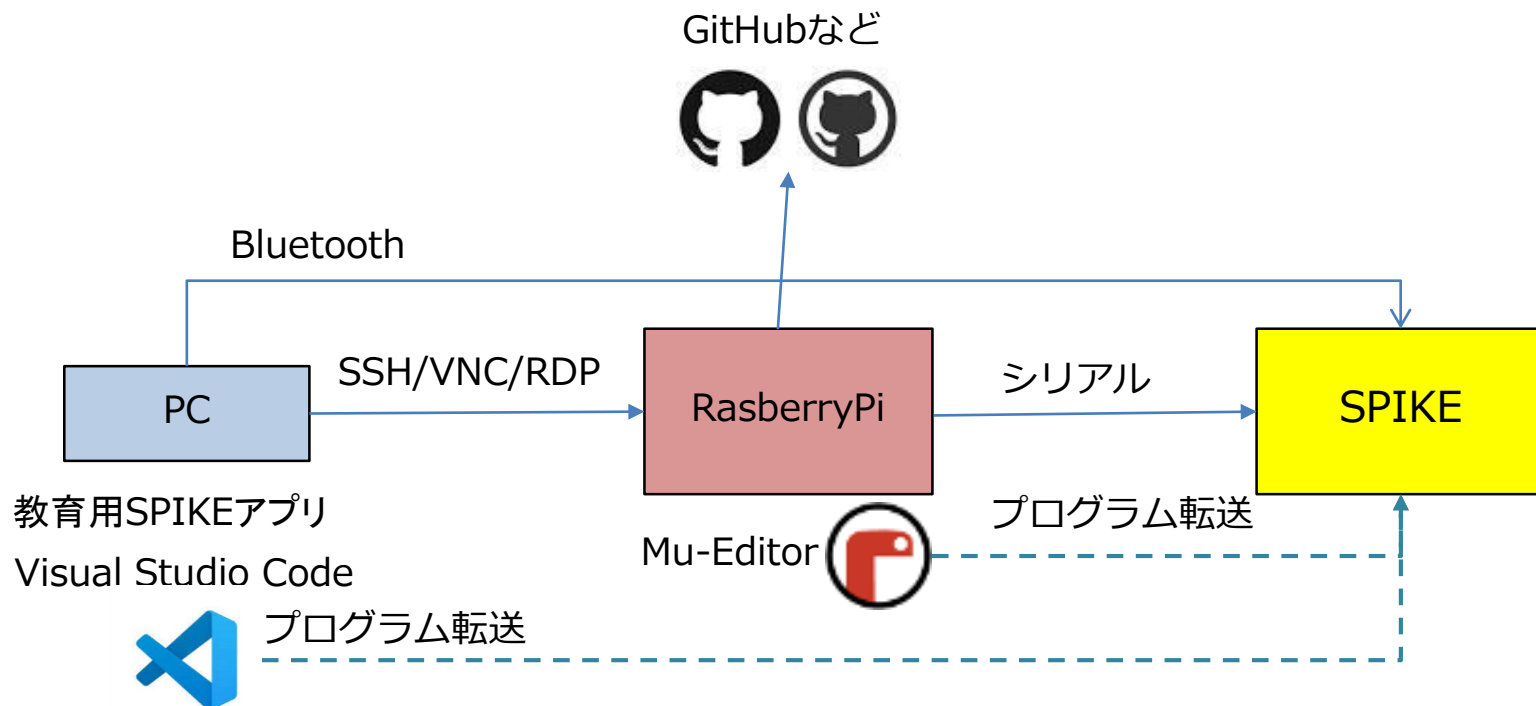 GitHubなど
Bluetooth
SSH/VNC/RDP
シリアル
PC
RasberryPi
SPIKE
教育用SPIKEアプリ
プログラム転送
Mu-Editor
Visual Studio Code
プログラム転送